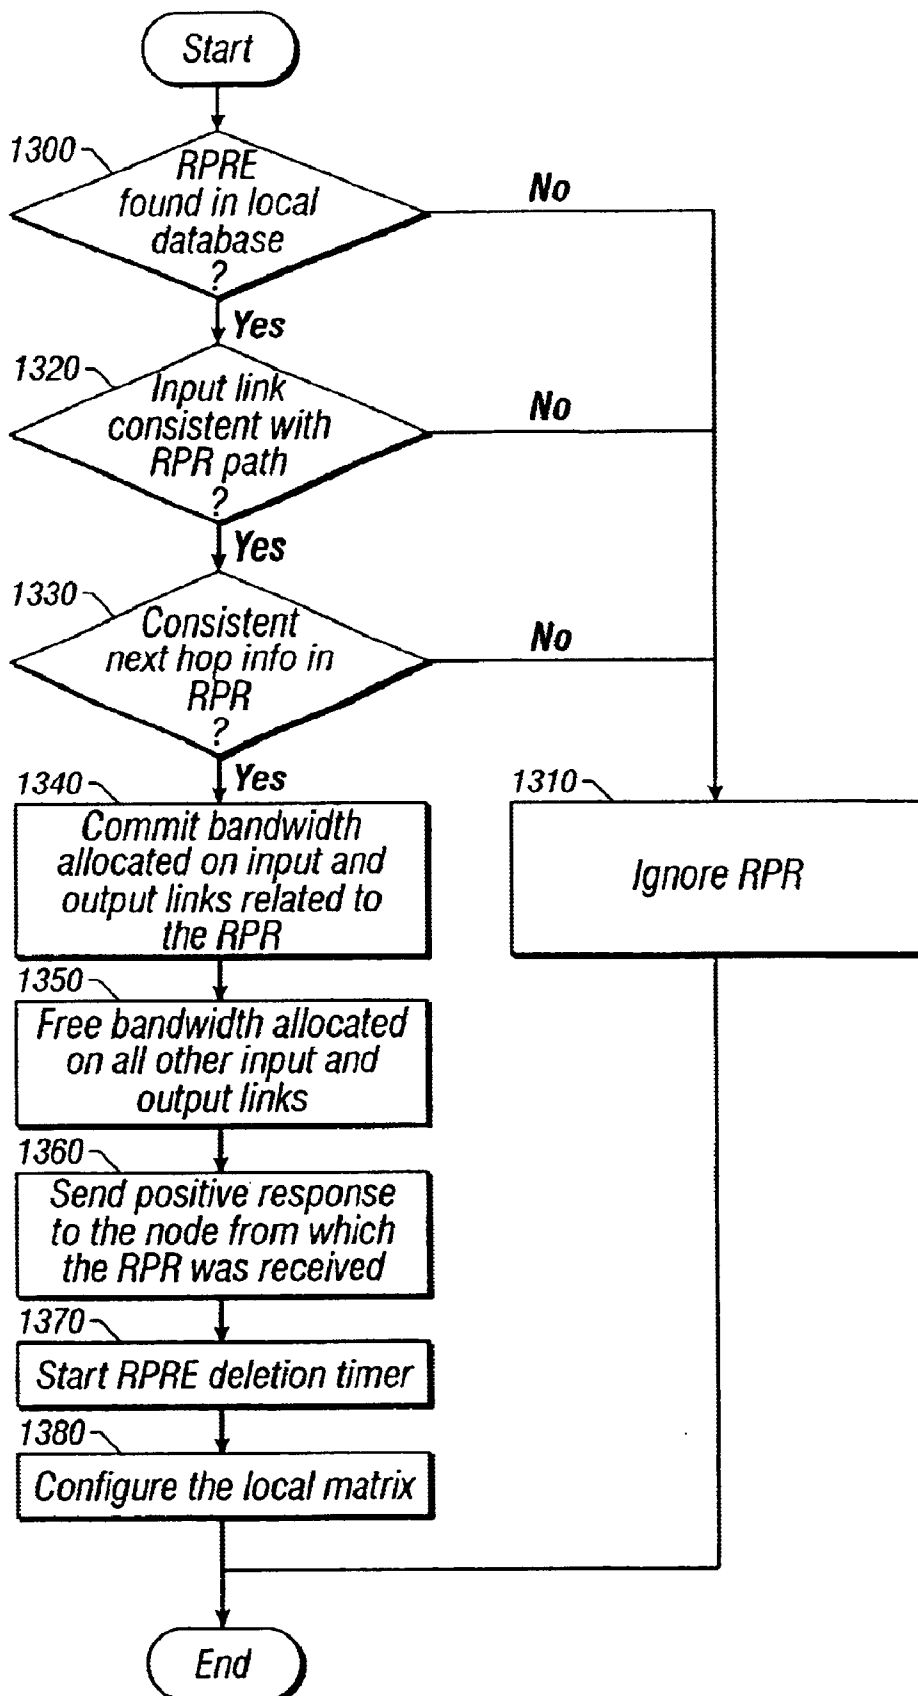 Start
1300
RPRE
found in local
database
?
No
Yes
1320
Input link
consistent with
RPR path
?
No
Yes
1330
Consistent
next hop info in
RPR
?
No
Yes
1340
Commit bandwidth
allocated on input and
output links related to
the RPR
1310
Ignore RPR
1350
Free bandwidth allocated
on all other input and
output links
1360
Send positive response
to the node from which
the RPR was received
1370
Start RPRE deletion timer
1380
Configure the local matrix
End